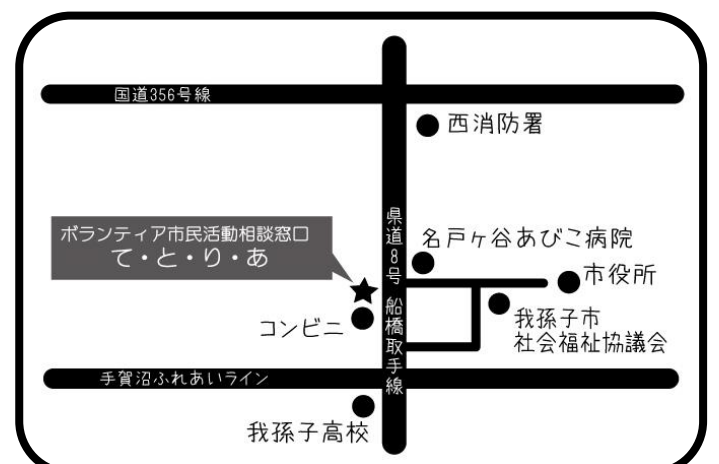 国道356号線
西消防署
県道8号 船橋取手線
名戸ヶ谷あびこ病院
ボランティア市民活動相談窓口
て・と・り・あ
市役所
コンビニ
我孫子市
社会福祉協議会
手賀沼ふれあいライン
我孫子高校